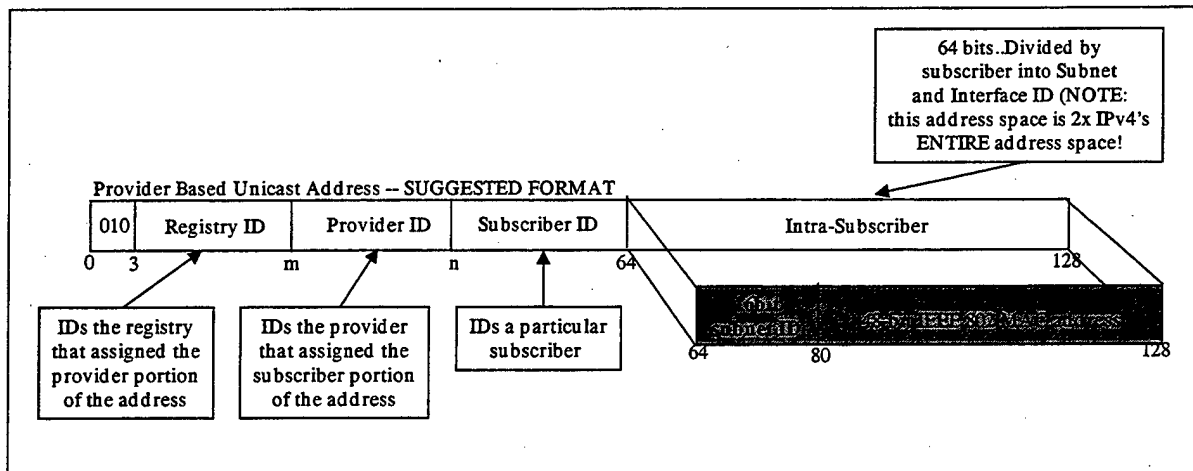 64 bits..Divided by
subscriber into Subnet
and Interface ID (NOTE:
this address space is 2x IPv4's
ENTIRE address space!
Provider Based Unicast Address -- SUGGESTED FORMAT
010 Registry ID Provider ID Subscriber ID Intra-Subscriber
0 3 m n 64 128
subnet ID address
64 80 128
IDs the registry
that assigned the
provider portion
of the address
IDs the provider
that assigned the
subscriber portion
of the address
IDs a particular
subscriber